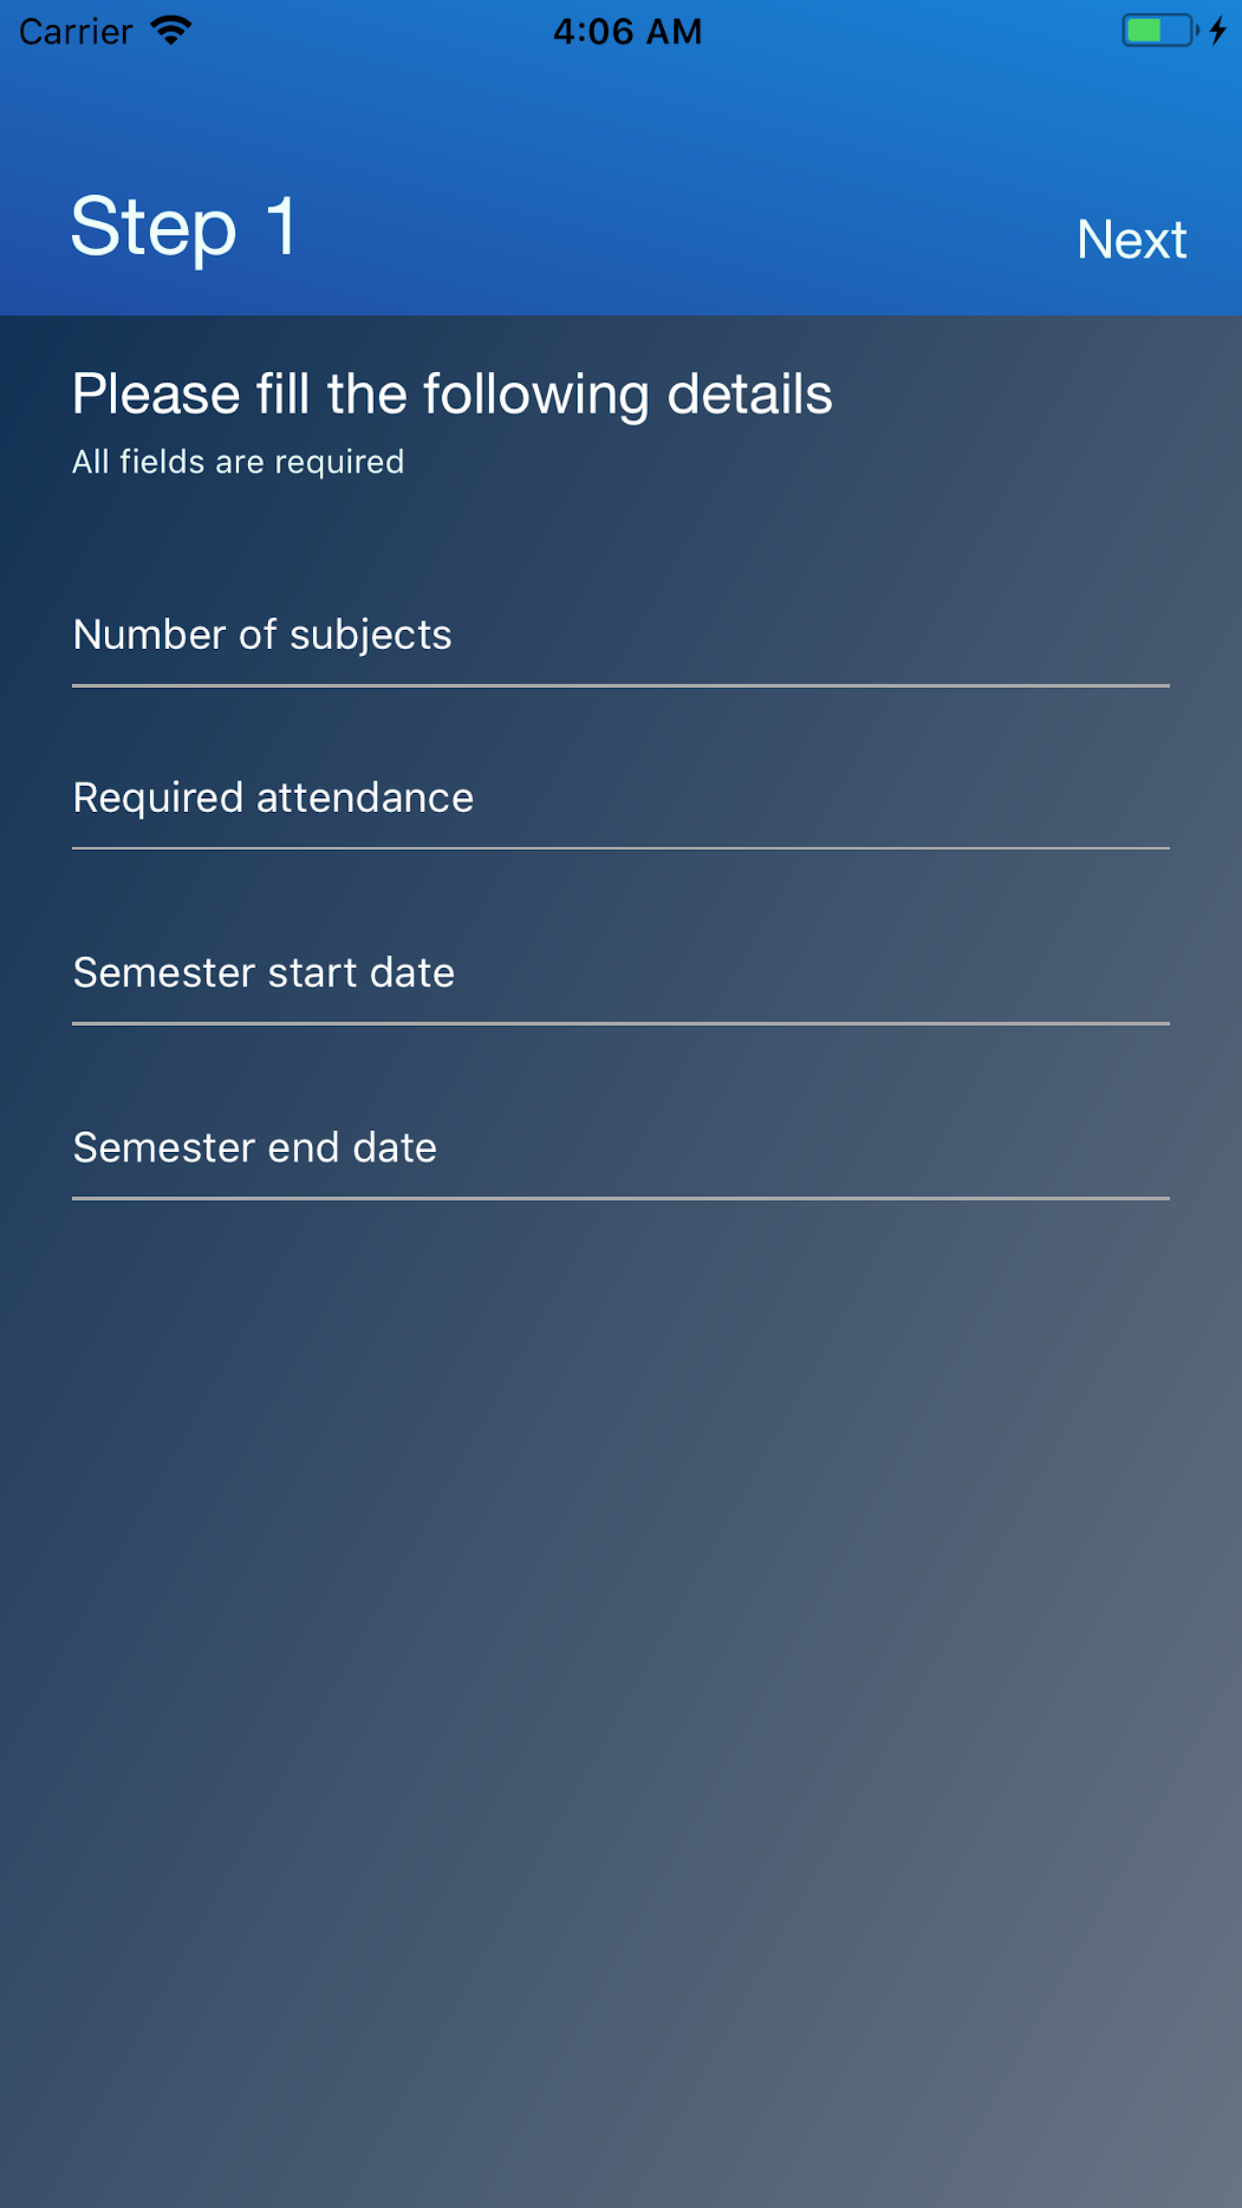 Carrier 4:06 AM
Step 1
Next
Please fill the following details
All fields are required
Number of subjects
Required attendance
Semester start date
Semester end date